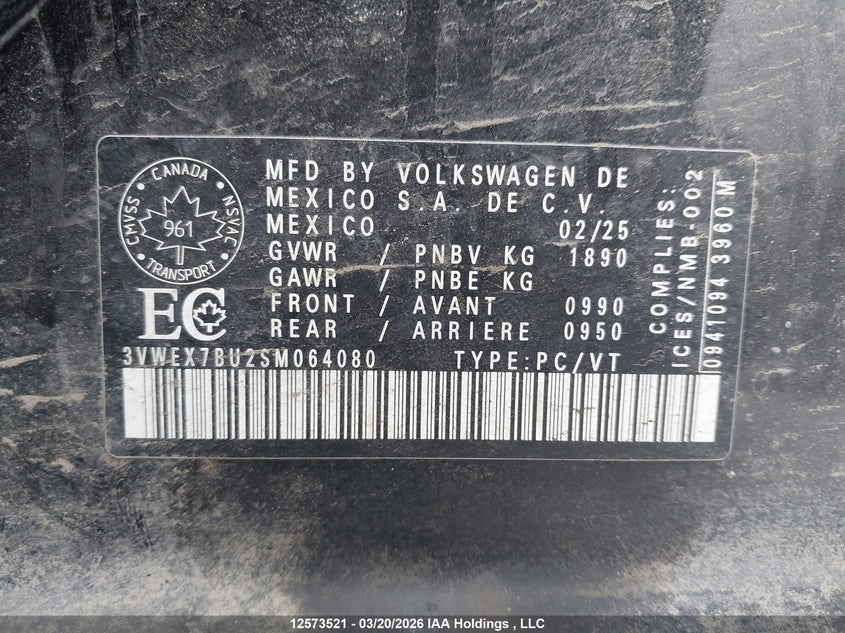 CANADA
CMVSS
NSVAC
961
TRANSPORT
EC
MFD BY VOLKSWAGEN DE
MEXICO S.A. DE C.V.
MEXICO 02/25
GVWR / PNBV KG 1890
GAWR / PNBE KG
FRONT / AVANT 0990
REAR / ARRIERE 0950
3VWEX7BU2SM064080 TYPE:PC/VT
COMPLIES:
ICES/NMB-002
0941094 3960 M
12573521 - 03/20/2026 IAA Holdings , LLC